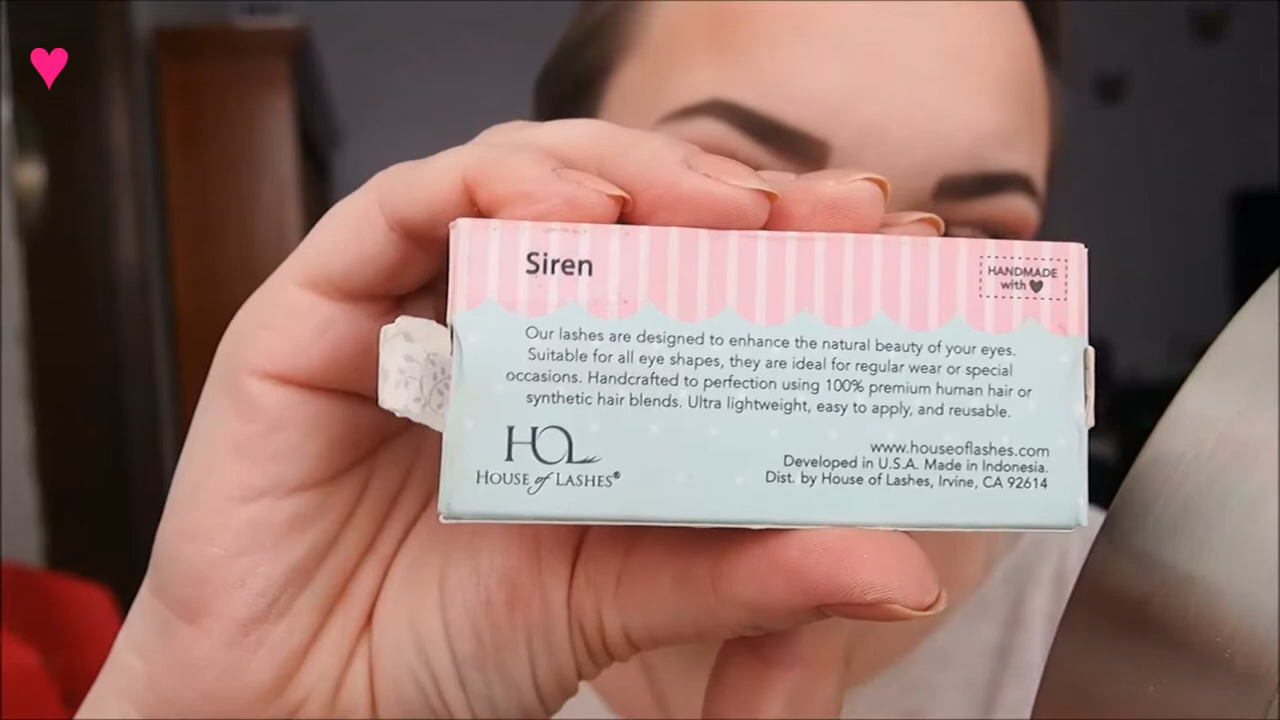 Siren
HANDMADE
with ♥
Our lashes are designed to enhance the natural beauty of your eyes.
Suitable for all eye shapes, they are ideal for regular wear or special
occasions. Handcrafted to perfection using 100% premium human hair or
synthetic hair blends. Ultra lightweight, easy to apply, and reusable.
HOL
HOUSE of LASHES®
www.houseoflashes.com
Developed in U.S.A. Made in Indonesia.
Dist. by House of Lashes, Irvine, CA 92614